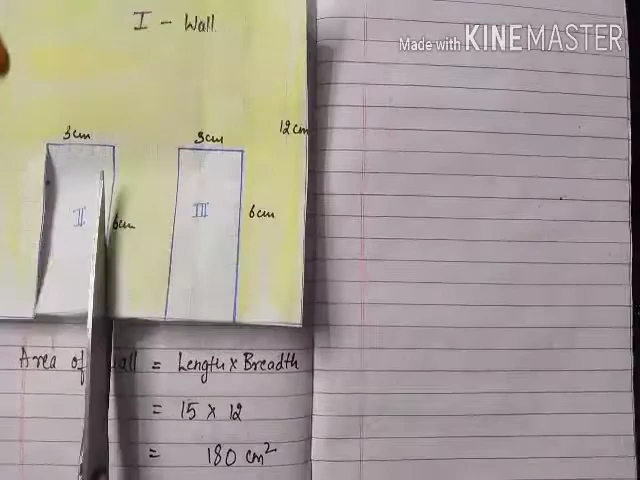 I - Wall
Made with KINEMASTER
3cm
3cm
12cm
II
6cm
III
6cm
Area of wall = Length x Breadth
= 15 x 12
= 180 cm²